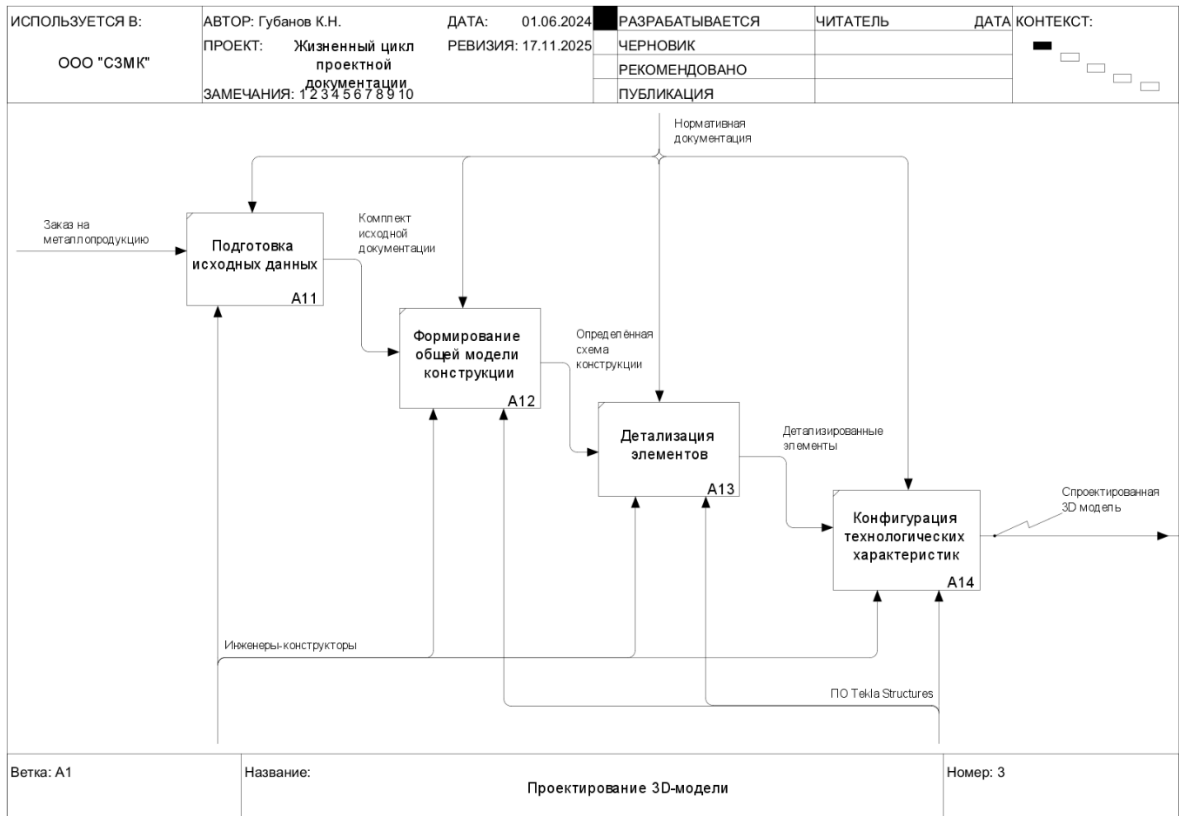 ИСПОЛЬЗУЕТСЯ В:
ООО "СЗМК"
АВТОР: Губанов К.Н.
ДАТА: 01.06.2024
ПРОЕКТ: Жизненный цикл
проектной
документации
РЕВИЗИЯ: 17.11.2025
ЗАМЕЧАНИЯ: 1 2 3 4 5 6 7 8 9 10
РАЗРАБАТЫВАЕТСЯ
ЧЕРНОВИК
РЕКОМЕНДОВАНО
ПУБЛИКАЦИЯ
ЧИТАТЕЛЬ ДАТА
КОНТЕКСТ:
Нормативная
документация
Заказ на
металлопродукцию
Подготовка
исходных данных
A11
Комплект
исходной
документации
Формирование
общей модели
конструкции
A12
Определённая
схема
конструкции
Детализация
элементов
A13
Детализированные
элементы
Конфигурация
технологических
характеристик
A14
Спроектированная
3D модель
Инженеры-конструкторы
ПО Tekla Structures
Ветка: A1
Название:
Проектирование 3D-модели
Номер: 3